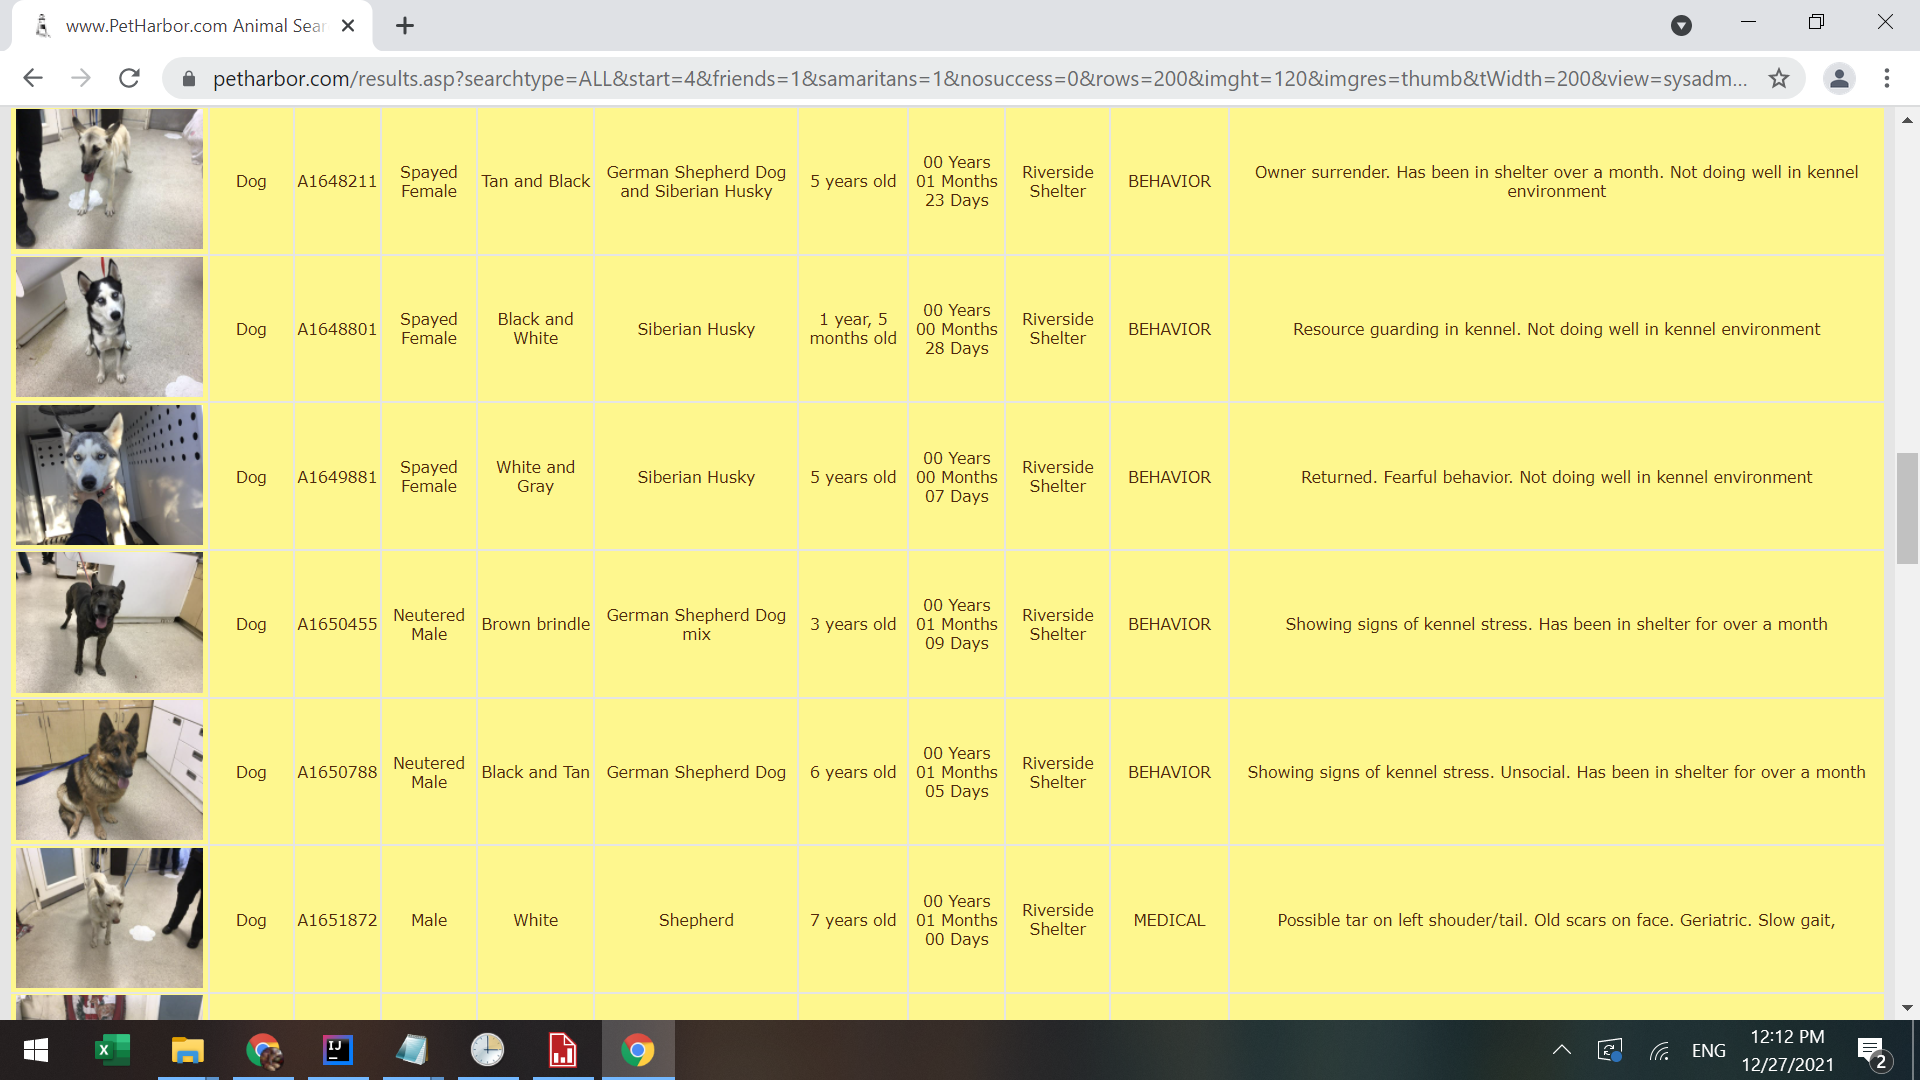 www.PetHarbor.com Animal Sear
petharbor.com/results.asp?searchtype=ALL&start=4&friends=1&samaritans=1&nosuccess=0&rows=200&imght=120&imgres=thumb&tWidth=200&view=sysadm...
Dog
A1648211
Spayed
Female
Tan and Black
German Shepherd Dog
and Siberian Husky
5 years old
00 Years
01 Months
23 Days
Riverside
Shelter
BEHAVIOR
Owner surrender. Has been in shelter over a month. Not doing well in kennel
environment
Dog
A1648801
Spayed
Female
Black and
White
Siberian Husky
1 year, 5
months old
00 Years
00 Months
28 Days
Riverside
Shelter
BEHAVIOR
Resource guarding in kennel. Not doing well in kennel environment
Dog
A1649881
Spayed
Female
White and
Gray
Siberian Husky
5 years old
00 Years
00 Months
07 Days
Riverside
Shelter
BEHAVIOR
Returned. Fearful behavior. Not doing well in kennel environment
Dog
A1650455
Neutered
Male
Brown brindle
German Shepherd Dog
mix
3 years old
00 Years
01 Months
09 Days
Riverside
Shelter
BEHAVIOR
Showing signs of kennel stress. Has been in shelter for over a month
Dog
A1650788
Neutered
Male
Black and Tan
German Shepherd Dog
6 years old
00 Years
01 Months
05 Days
Riverside
Shelter
BEHAVIOR
Showing signs of kennel stress. Unsocial. Has been in shelter for over a month
Dog
A1651872
Male
White
Shepherd
7 years old
00 Years
01 Months
00 Days
Riverside
Shelter
MEDICAL
Possible tar on left shouder/tail. Old scars on face. Geriatric. Slow gait,
X
IJ
ENG
12:12 PM
12/27/2021
2